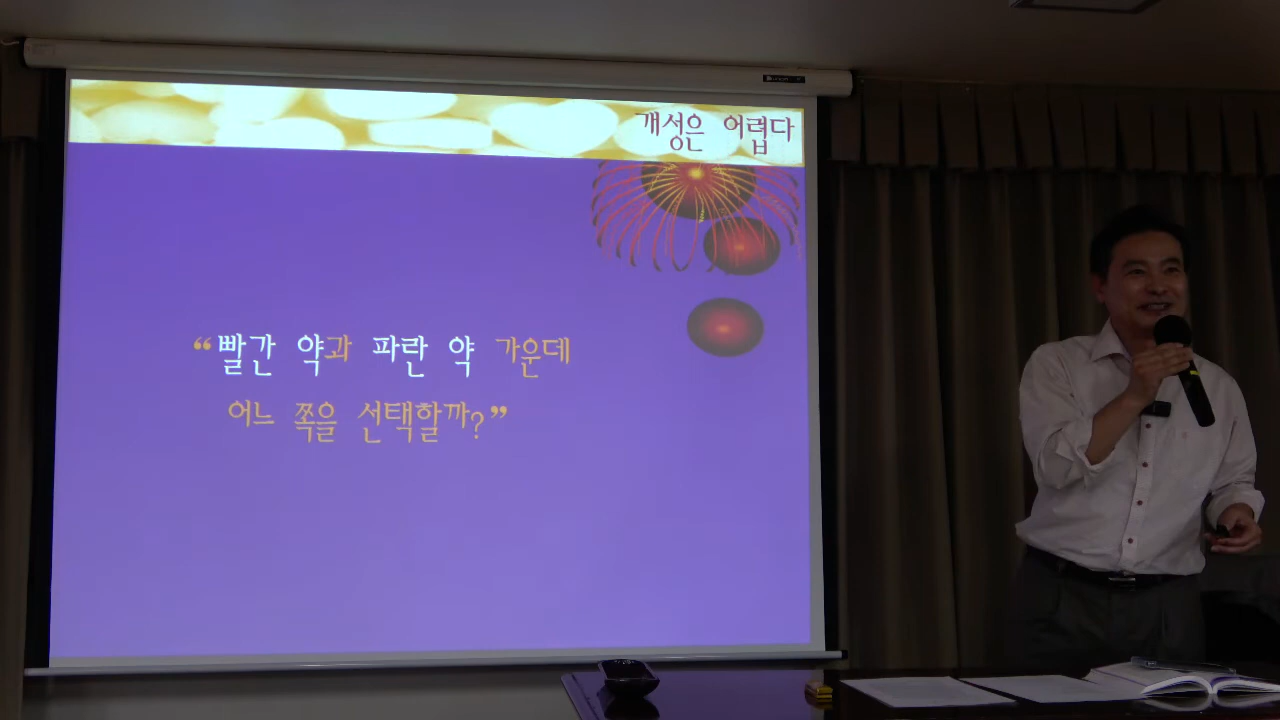 개성은 어렵다
“빨간 약과 파란 약 가운데
어느 쪽을 선택할까?”